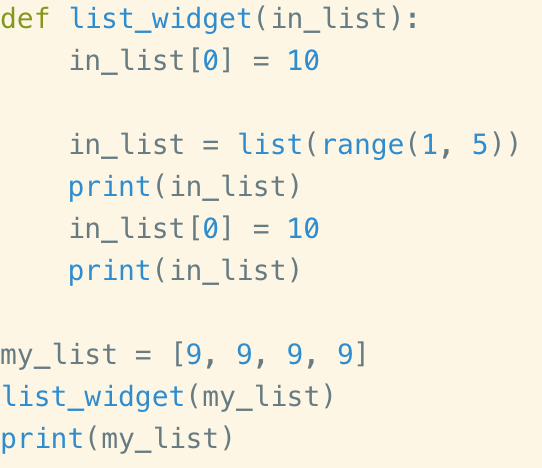 def list_widget(in_list):
    in_list[0] = 10
    in_list = list(range(1, 5))
    print(in_list)
    in_list[0] = 10
    print(in_list)
my_list = [9, 9, 9, 9]
list_widget(my_list)
print(my_list)